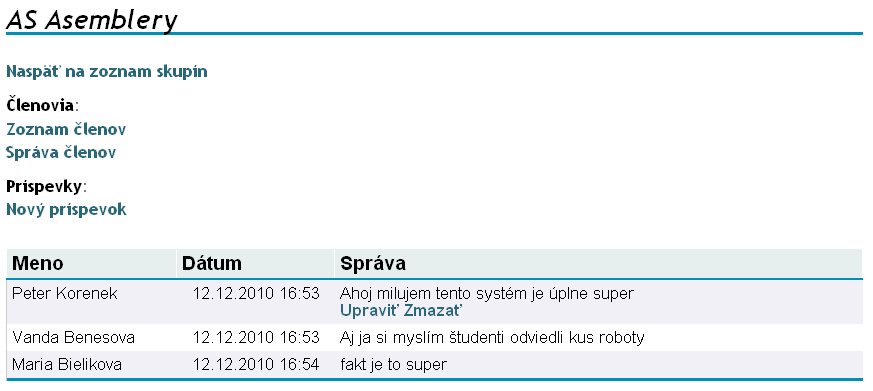 AS Asemblery
Naspäť na zoznam skupín
Členovia:
Zoznam členov
Správa členov
Príspevky:
Nový príspevok
Meno Dátum Správa
Peter Korenek 12.12.2010 16:53 Ahoj milujem tento systém je úplne super
Upraviť Zmazať
Vanda Benesova 12.12.2010 16:53 Aj ja si myslím študenti odviedli kus roboty
Maria Bielikova 12.12.2010 16:54 fakt je to super